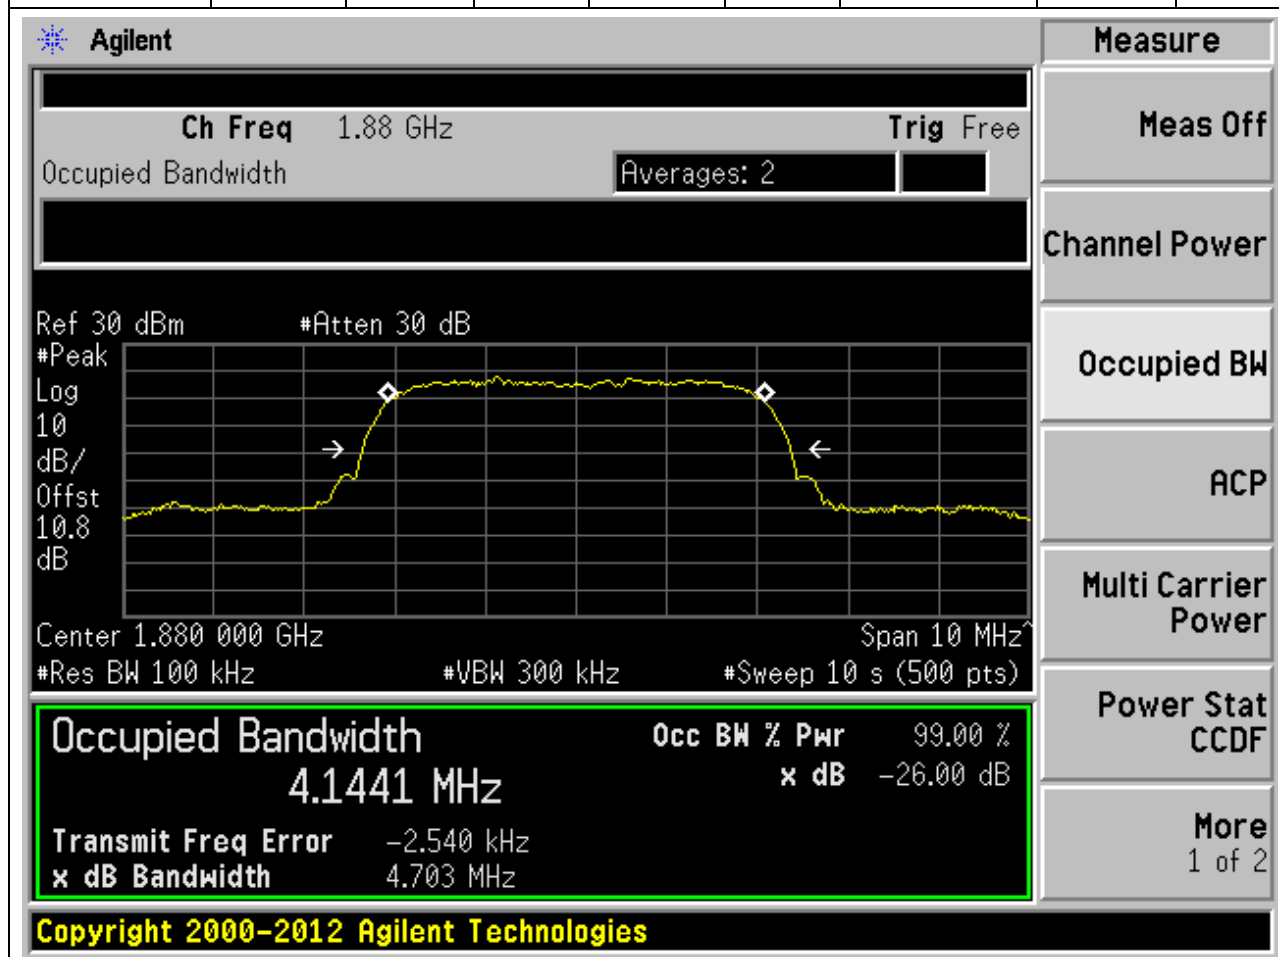 Agilent
Measure
Ch Freq 1.88 GHz Trig Free
Meas Off
Occupied Bandwidth Averages: 2
Channel Power
Ref 30 dBm #Atten 30 dB
#Peak
Log
10
dB/
Offst
10.8
dB
Occupied BW
ACP
Center 1.880 000 GHz Span 10 MHz^
#Res BW 100 kHz #VBW 300 kHz #Sweep 10 s (500 pts)
Multi Carrier
Power
Occupied Bandwidth Occ BW % Pwr 99.00 %
4.1441 MHz x dB -26.00 dB
Transmit Freq Error -2.540 kHz
x dB Bandwidth 4.703 MHz
Power Stat
CCDF
More
1 of 2
Copyright 2000-2012 Agilent Technologies